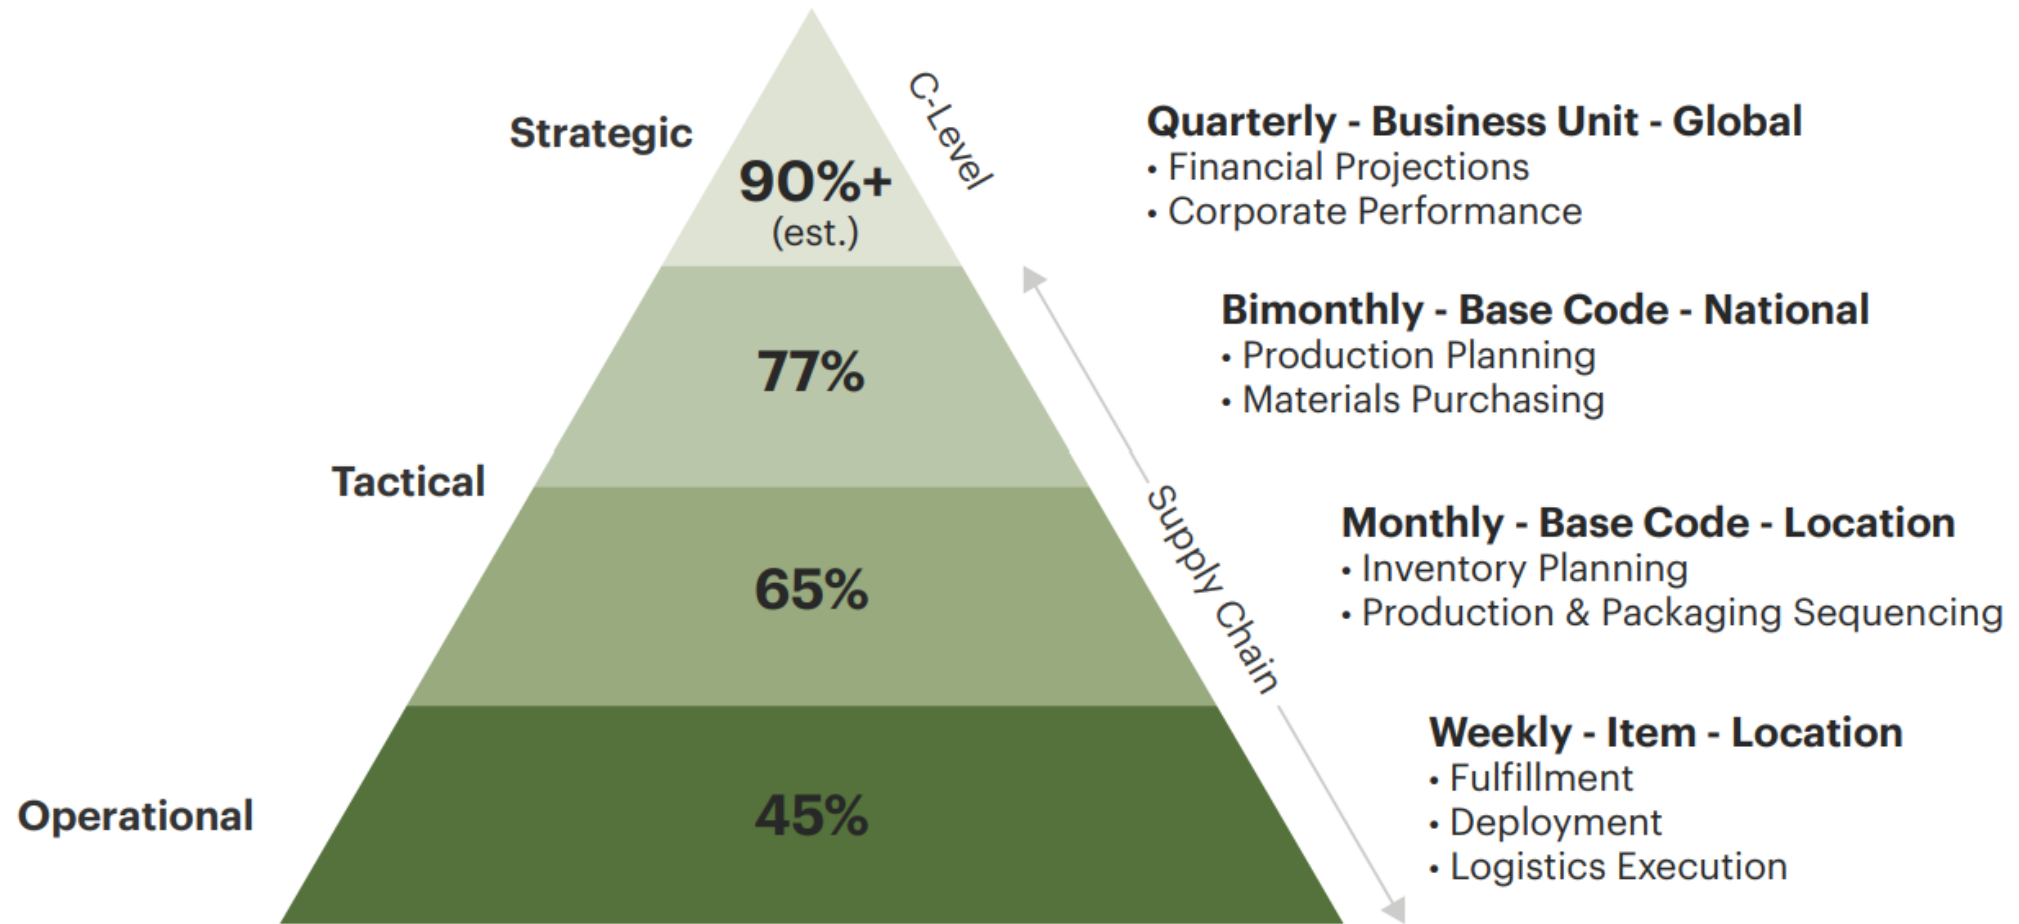 Strategic
90%+
(est.)
C-Level
Quarterly - Business Unit - Global
• Financial Projections
• Corporate Performance
77%
Bimonthly - Base Code - National
• Production Planning
• Materials Purchasing
Tactical
Supply Chain
65%
Monthly - Base Code - Location
• Inventory Planning
• Production & Packaging Sequencing
Operational
45%
Weekly - Item - Location
• Fulfillment
• Deployment
• Logistics Execution